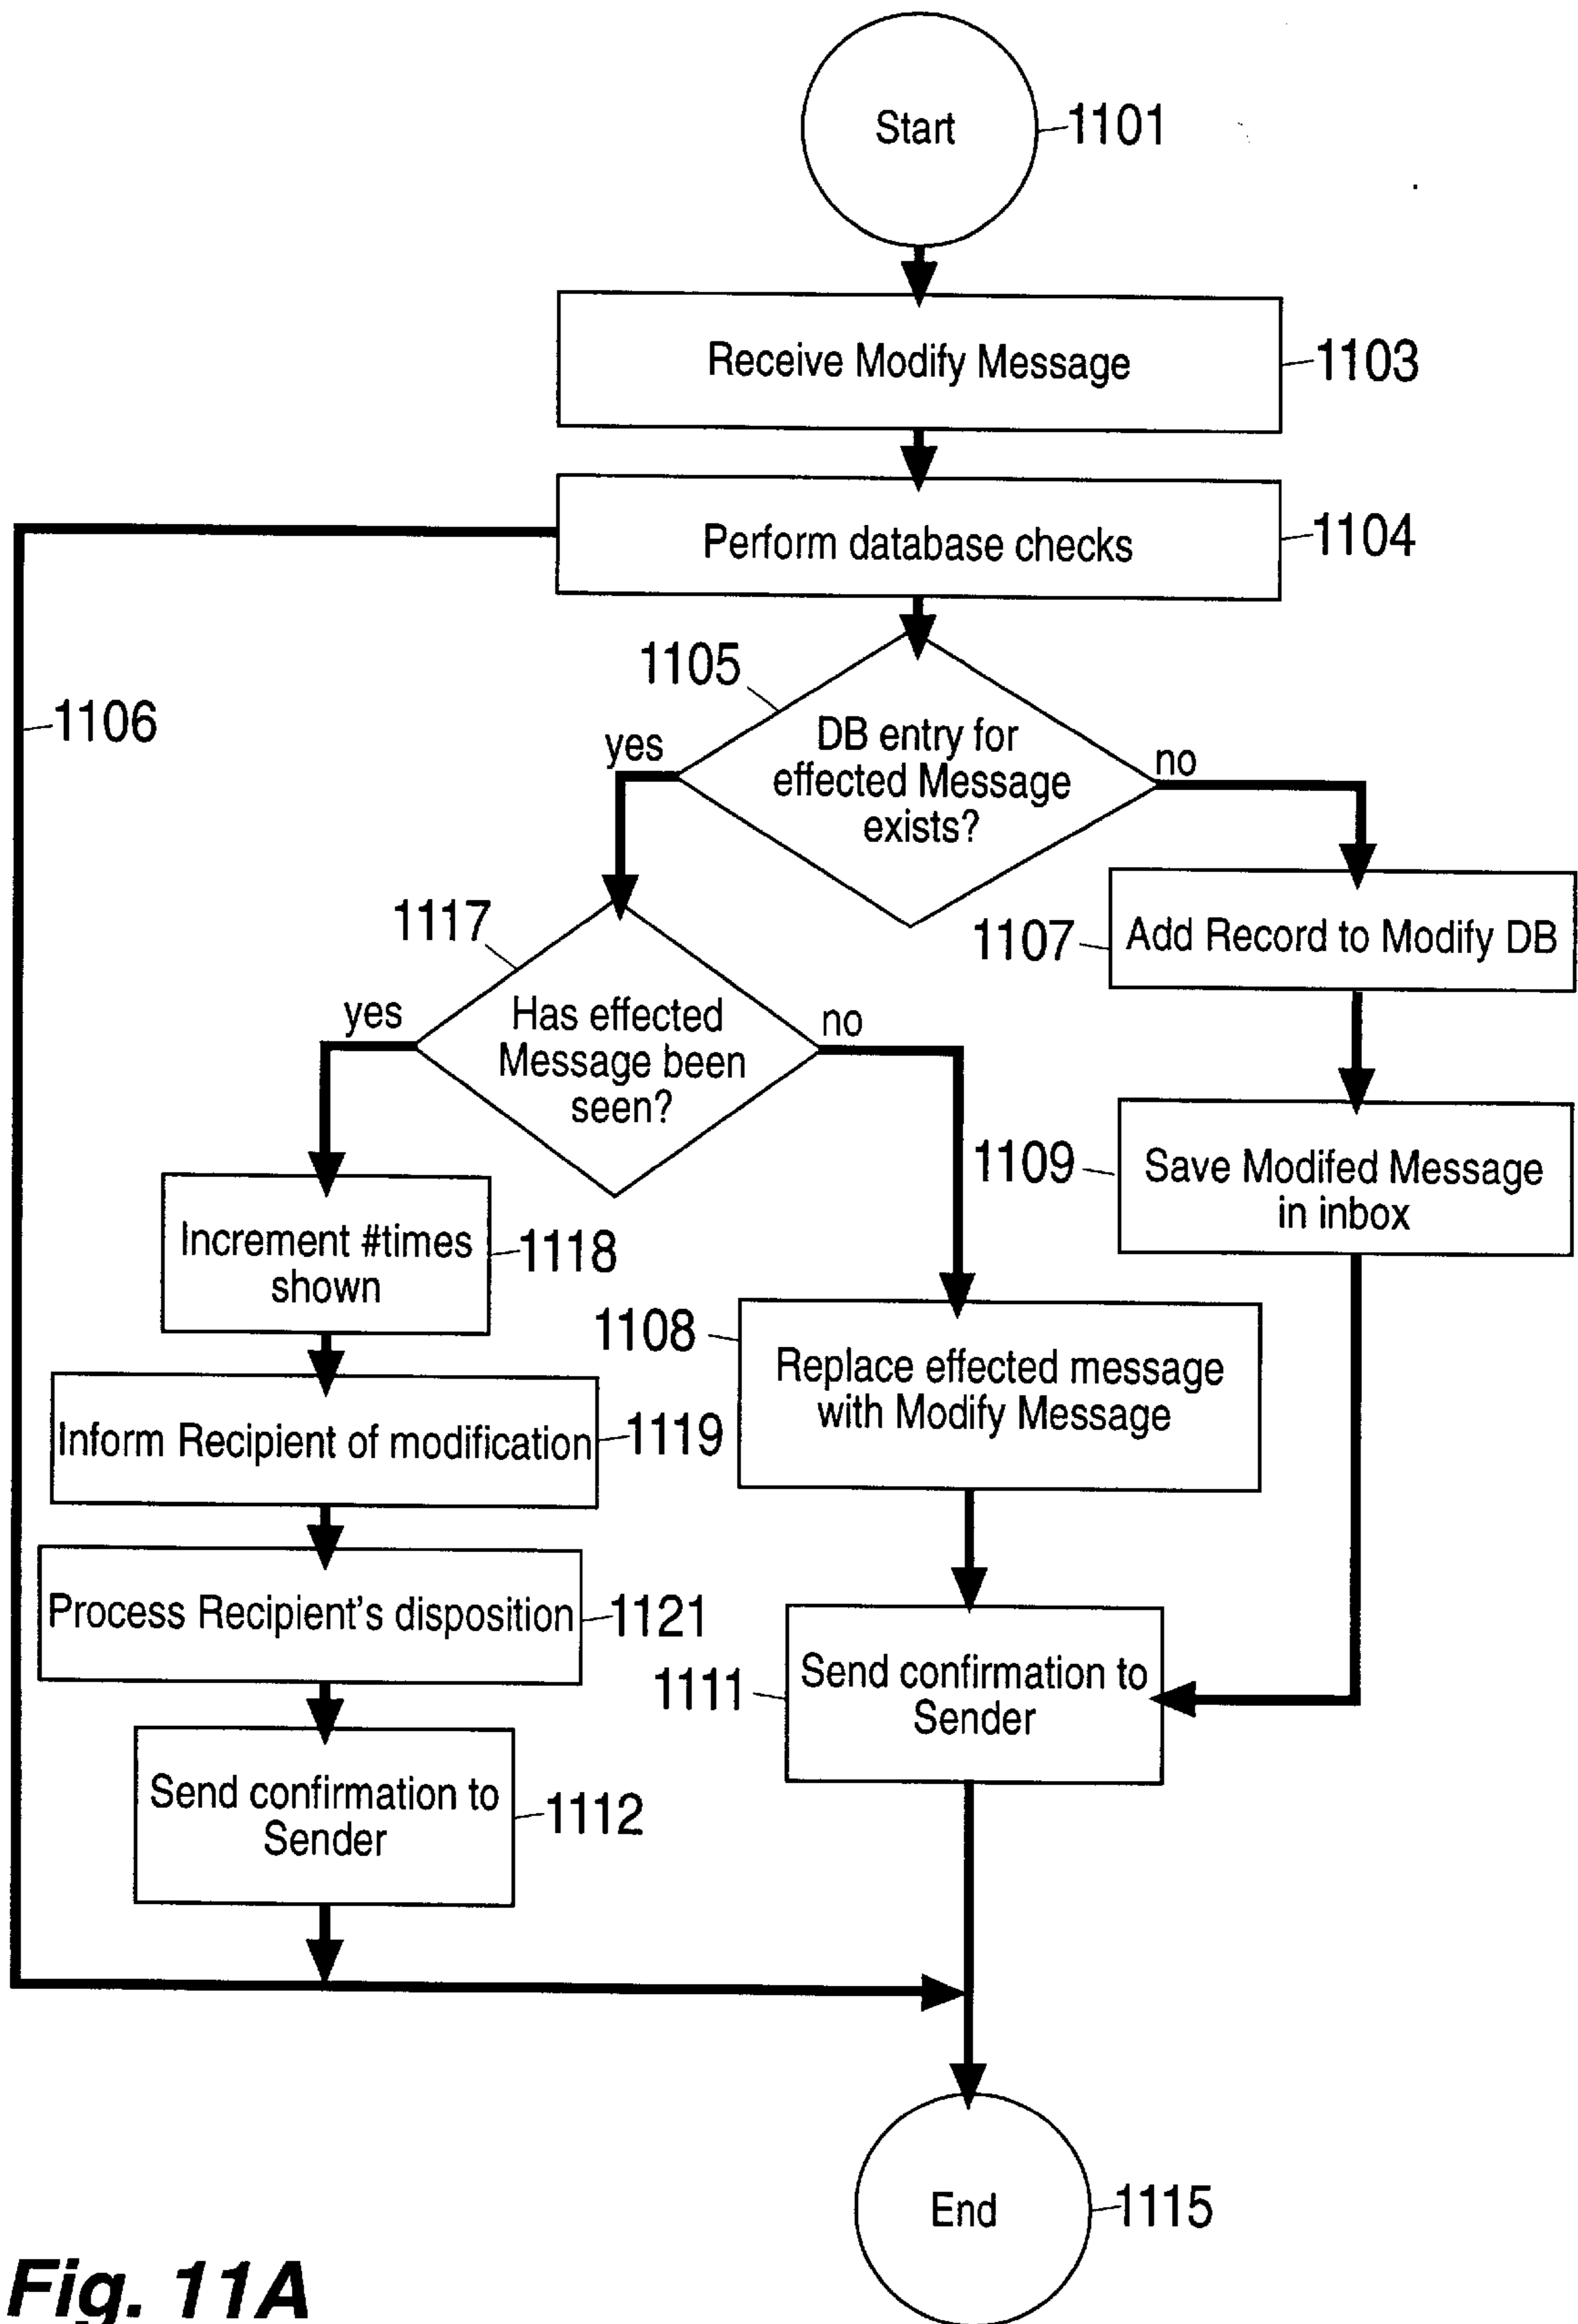 Start
1101
Receive Modify Message
1103
Perform database checks
1104
1105
1106
DB entry for
effected Message
exists?
yes
no
1117
1107
Add Record to Modify DB
Has effected
Message been
seen?
yes
no
1109
Save Modifed Message
in inbox
Increment #times
shown
1118
1108
Replace effected message
with Modify Message
Inform Recipient of modification
1119
Process Recipient's disposition
1121
1111
Send confirmation to
Sender
Send confirmation to
Sender
1112
End
1115
Fig. 11A